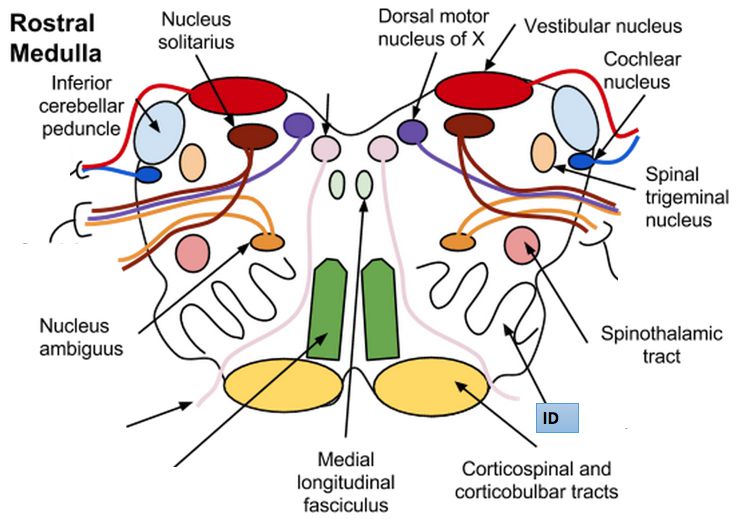 Rostral
Medulla
Nucleus
solitarius
Dorsal motor
nucleus of X
Vestibular nucleus
Cochlear
nucleus
Inferior
cerebellar
peduncle
Spinal
trigeminal
nucleus
Nucleus
ambiguus
Spinothalamic
tract
ID
Medial
longitudinal
fasciculus
Corticospinal and
corticobulbar tracts